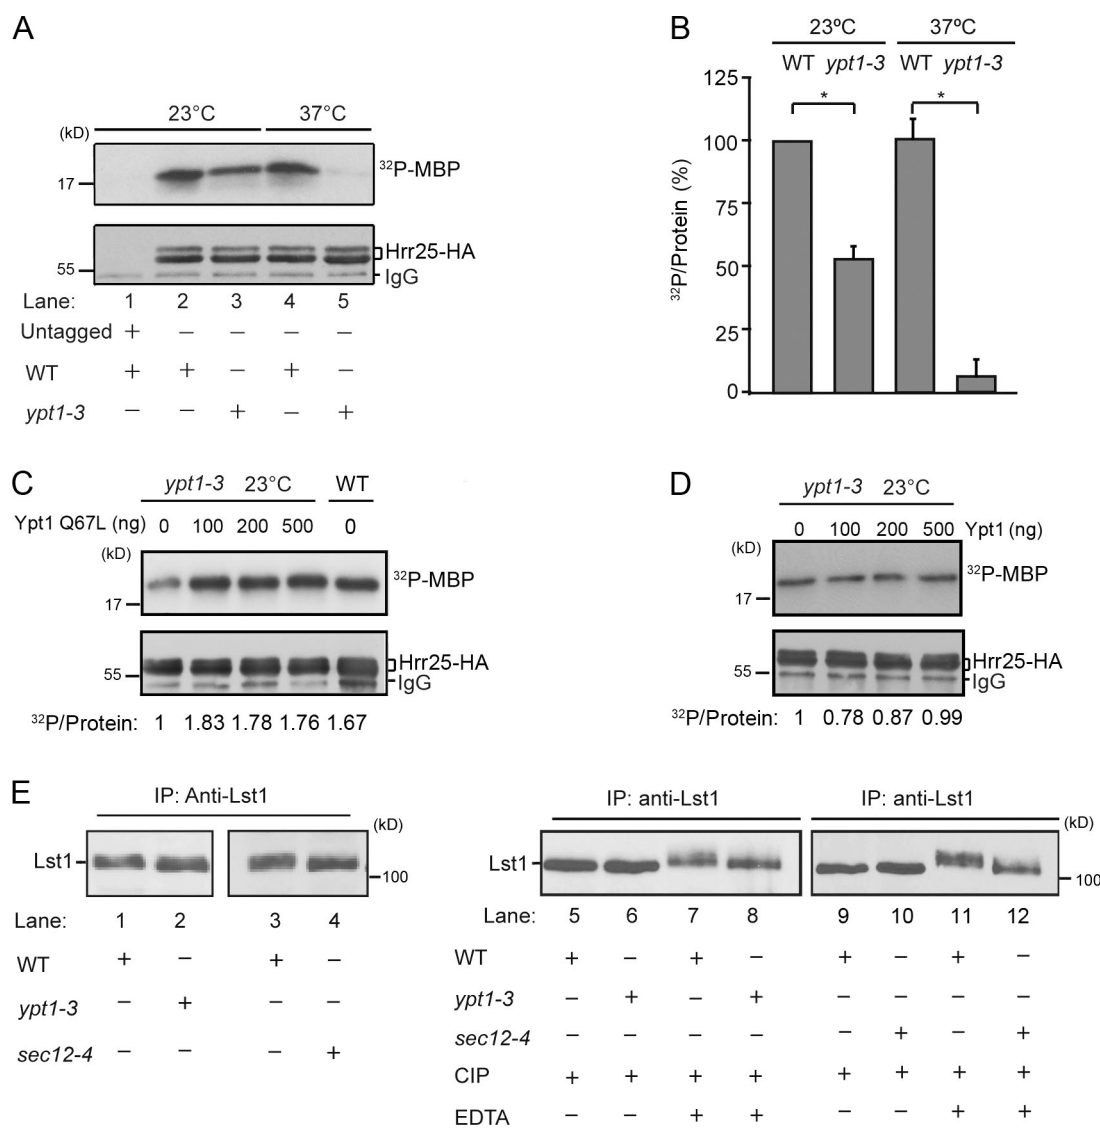 A
23°C 37°C
(kD)
17
³²P-MBP
55
Hrr25-HA
IgG
Lane: 1 2 3 4 5
Untagged + − − − −
WT + + − + −
ypt1-3 − − + − +
B
23ºC 37ºC
WT ypt1-3 WT ypt1-3
³²P/Protein (%)
125
100
75
50
25
0
* *
C
ypt1-3 23°C WT
Ypt1 Q67L (ng) 0 100 200 500 0
(kD)
17
³²P-MBP
55
Hrr25-HA
IgG
³²P/Protein: 1 1.83 1.78 1.76 1.67
D
ypt1-3 23°C
0 100 200 500 Ypt1 (ng)
(kD)
17
³²P-MBP
55
Hrr25-HA
IgG
³²P/Protein: 1 0.78 0.87 0.99
E
IP: Anti-Lst1
(kD)
Lst1
100
Lane: 1 2 3 4
WT + − + −
ypt1-3 − + − −
sec12-4 − − − +
IP: anti-Lst1 IP: anti-Lst1
(kD)
Lst1
100
Lane: 5 6 7 8 9 10 11 12
WT + − + − + − + −
ypt1-3 − + − + − − − −
sec12-4 − − − − − + − +
CIP + + + + + + + +
EDTA − − + + − − + +